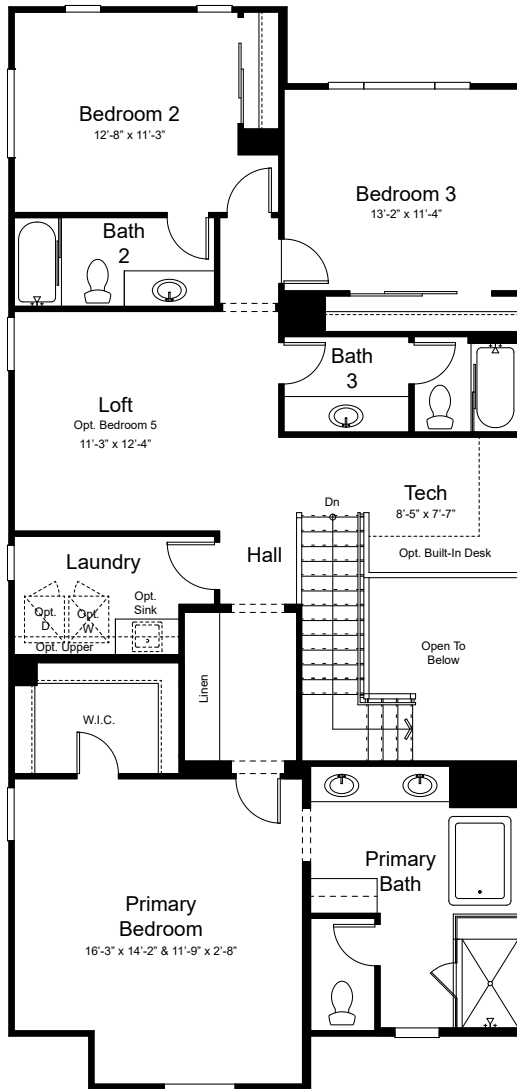 Bedroom 2
12’-8” x 11’-3”
Bedroom 3
13’-2” x 11’-4”
Bath
2
Bath
3
Loft
Opt. Bedroom 5
11’-3” x 12’-4”
Tech
8’-5” x 7’-7”
Opt. Built-In Desk
Dn
Hall
Laundry
Opt.
Sink
Opt.
D
Opt.
W
Opt. Upper
Open To
Below
Linen
W.I.C.
Primary
Bath
Primary
Bedroom
16’-3” x 14’-2” & 11’-9” x 2’-8”